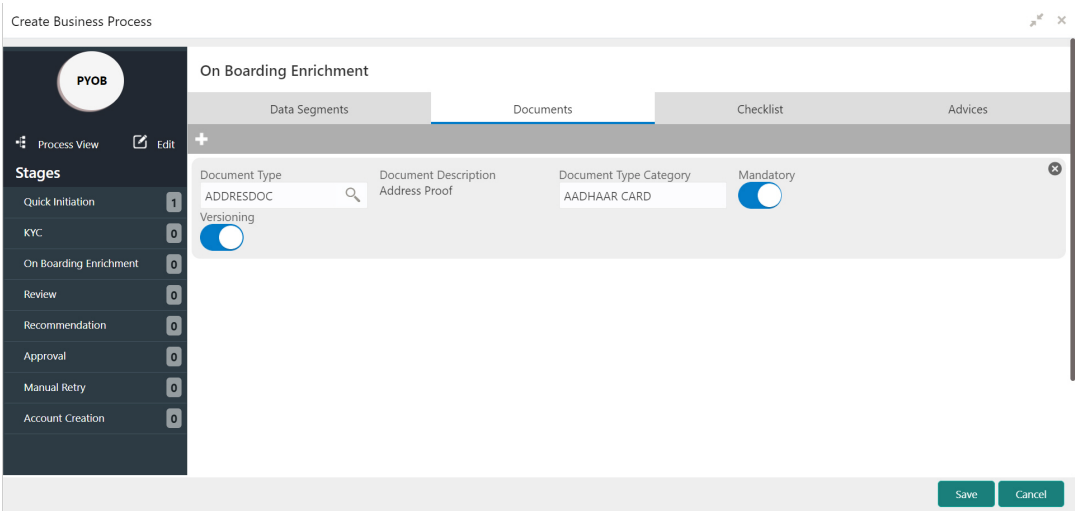 Create Business Process
PYOB
Process View Edit
Stages
Quick Initiation 1
KYC 0
On Boarding Enrichment 0
Review 0
Recommendation 0
Approval 0
Manual Retry 0
Account Creation 0
On Boarding Enrichment
Data Segments Documents Checklist Advices
Document Type Document Description Document Type Category Mandatory
ADDRESDOC Address Proof AADHAAR CARD
Versioning
Save Cancel